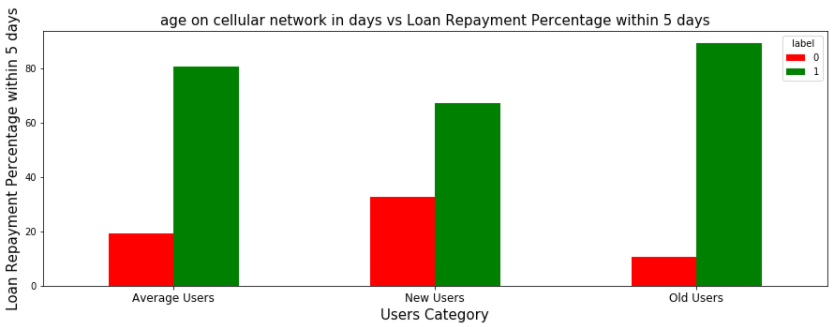 age on cellular network in days vs Loan Repayment Percentage within 5 days
Loan Repayment Percentage within 5 days
80
60
40
20
0
label
0
1
Average Users
New Users
Old Users
Users Category